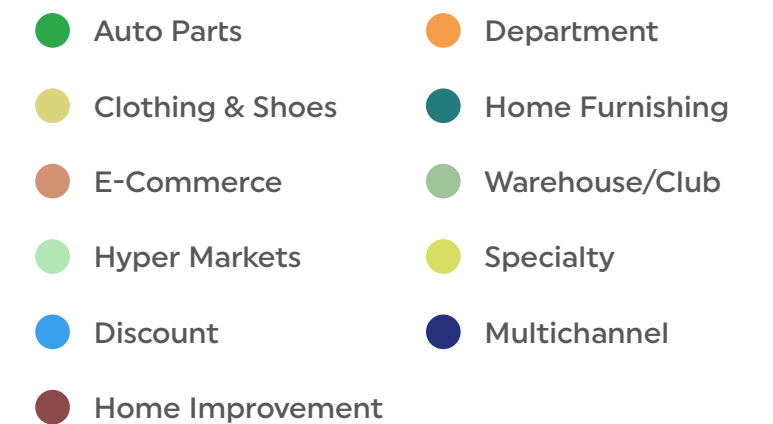 Auto Parts
Clothing & Shoes
E-Commerce
Hyper Markets
Discount
Home Improvement
Department
Home Furnishing
Warehouse/Club
Specialty
Multichannel